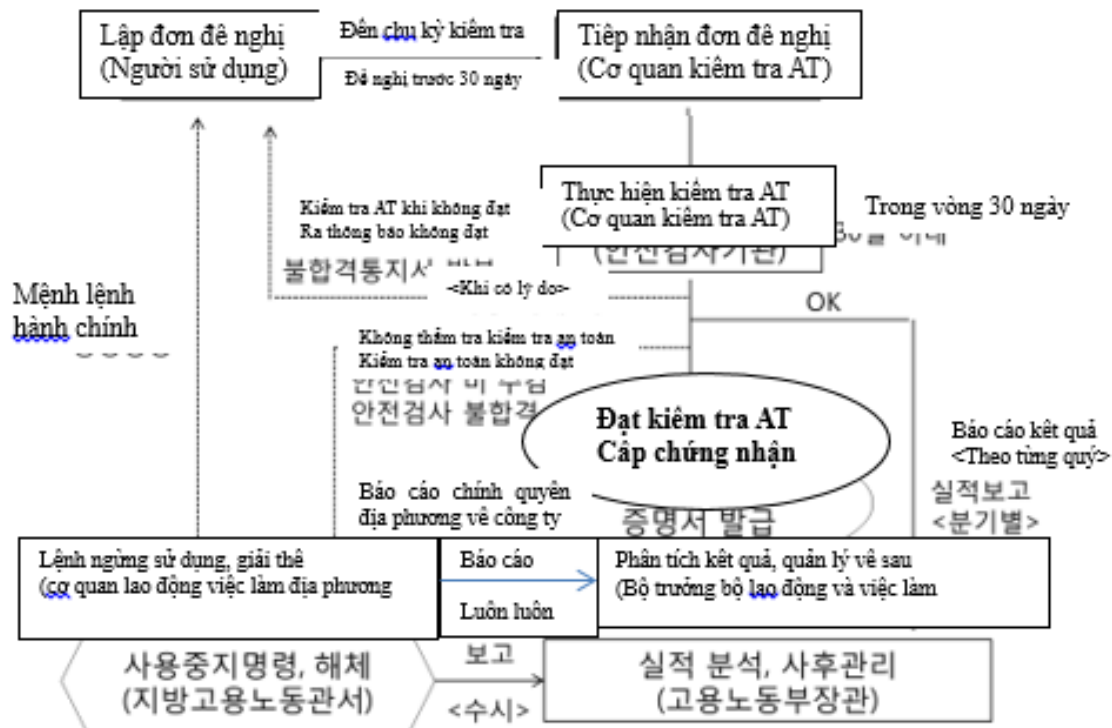 Lập đơn đề nghị
(Người sử dụng)
Đến chu kỳ kiểm tra
Đề nghị trước 30 ngày
Tiếp nhận đơn đề nghị
(Cơ quan kiểm tra AT)
Thực hiện kiểm tra AT
(Cơ quan kiểm tra AT)
Trong vòng 30 ngày
(안전검사기관)
Kiểm tra AT khi không đạt
Ra thông báo không đạt
불합격통지서
<Khi có lý do>
Mệnh lệnh
hành chính
OK
Không thẩm tra kiểm tra an toàn
Kiểm tra an toàn không đạt
안전검사 미 수검
안전검사 불합격
Đạt kiểm tra AT
Cấp chứng nhận
Báo cáo kết quả
<Theo từng quý>
실적보고
<분기별>
Báo cáo chính quyền
địa phương về công ty
증명서 발급
Lệnh ngừng sử dụng, giải thể
(cơ quan lao động việc làm địa phương
Báo cáo
Luôn luôn
Phân tích kết quả, quản lý về sau
(Bộ trưởng bộ lao động và việc làm
사용중지명령, 해체
(지방고용노동관서)
보고
<수시>
실적 분석, 사후관리
(고용노동부장관)